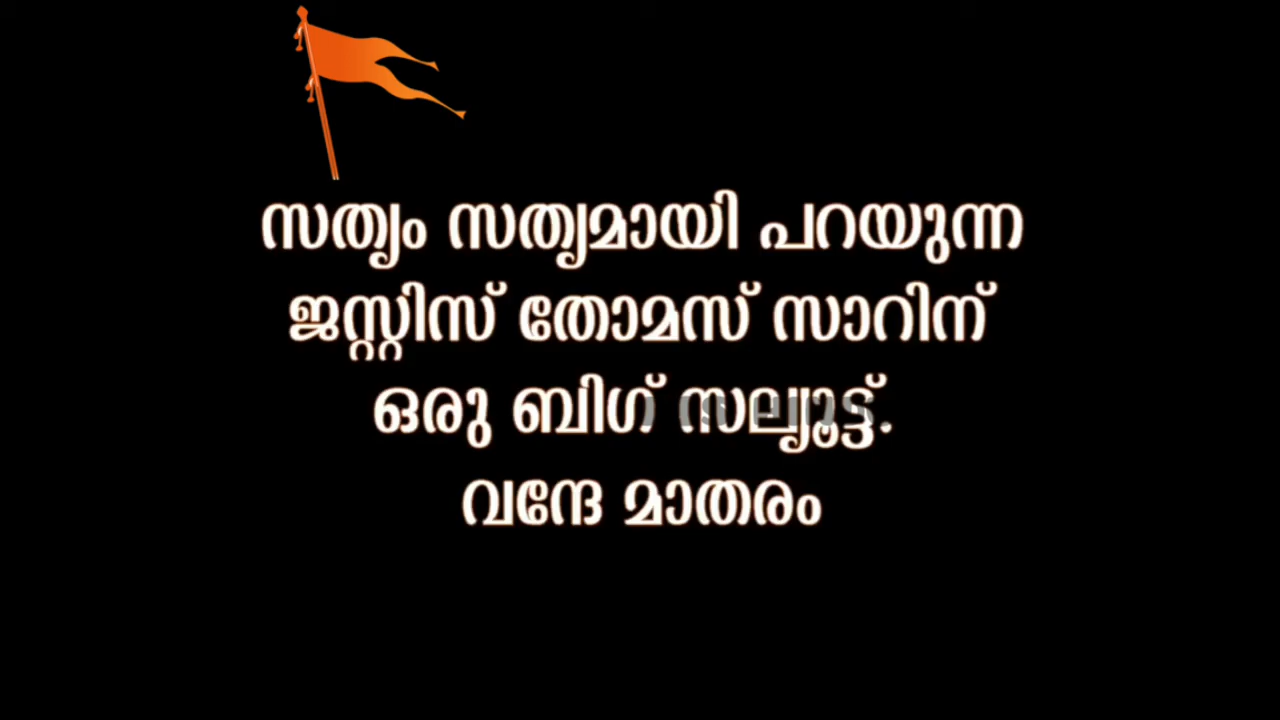 സത്യം സത്യമായി പറയുന്ന
ജസ്റ്റിസ് തോമസ് സാറിന്
ഒരു ബിഗ് സല്യൂട്ട്.
വന്ദേ മാതരം